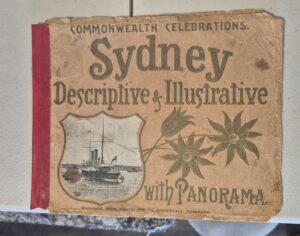 COMMONWEALTH CELEBRATIONS.
Sydney
Descriptive & Illustrative
with PANORAMA.